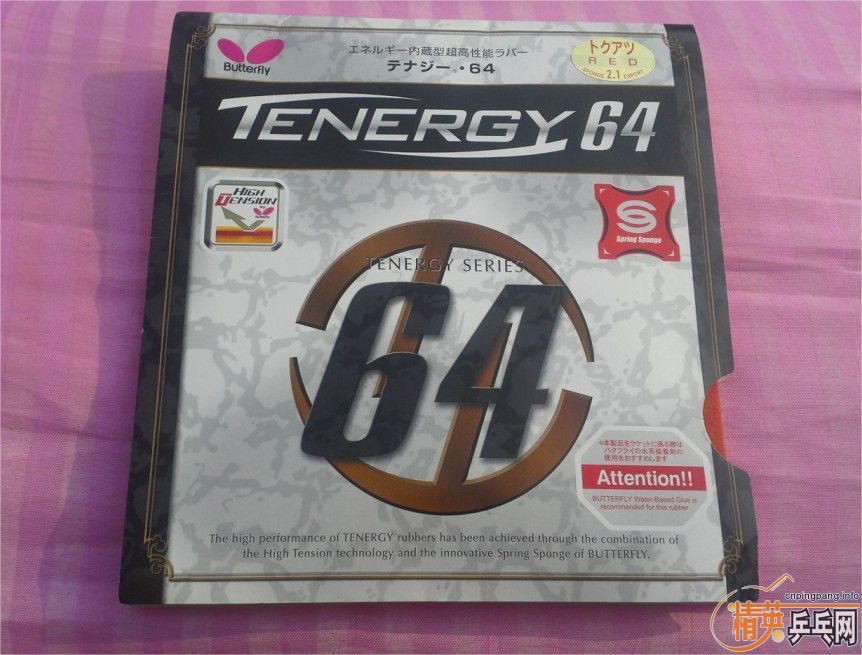 Butterfly
エネルギー内蔵型超高性能ラバー
テナジー®・64
トクアツ
RED
SPONGE 2.1 EXPORT
TENERGY 64
HIGH
TENSION
by
Butterfly
Spring Sponge
TENERGY SERIES
64
*本製品をラケットに張る際は
バタフライの水系接着剤の
使用をおすすめします
Attention!!
BUTTERFLY Water-Based Glue is
recommended for this rubber
The high performance of TENERGY rubbers has been achieved through the combination of
the High Tension technology and the innovative Spring Sponge of BUTTERFLY.
cnpingpang.info
精英乒乓网